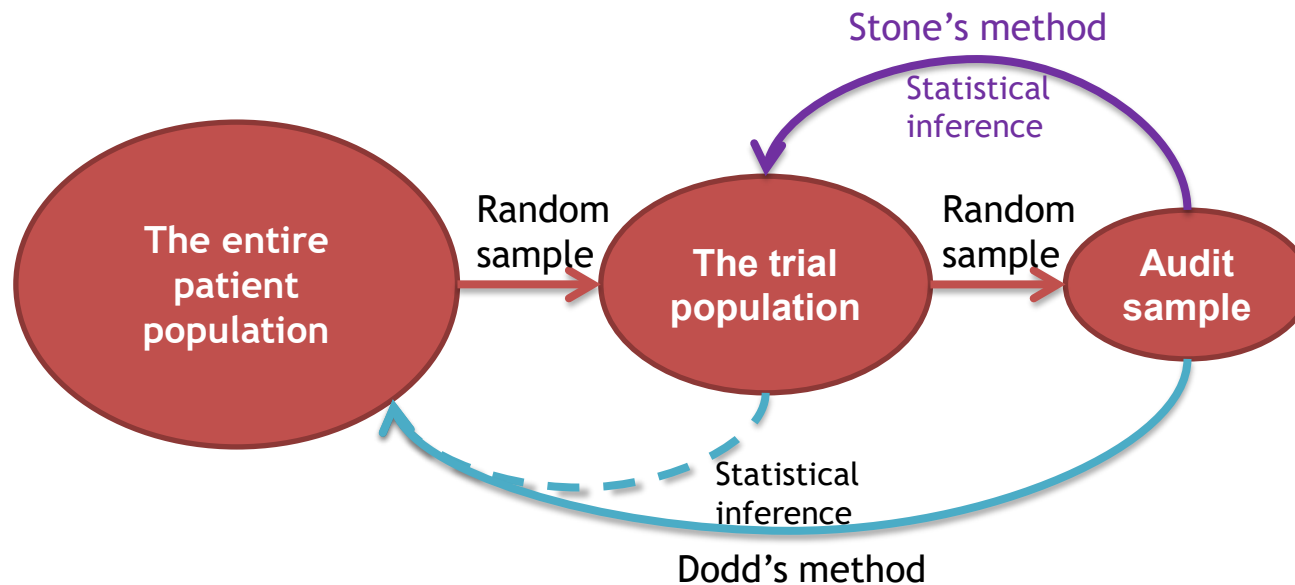 Stone’s method
Statistical
inference
The entire
patient
population
Random
sample
The trial
population
Random
sample
Audit
sample
Statistical
inference
Dodd’s method